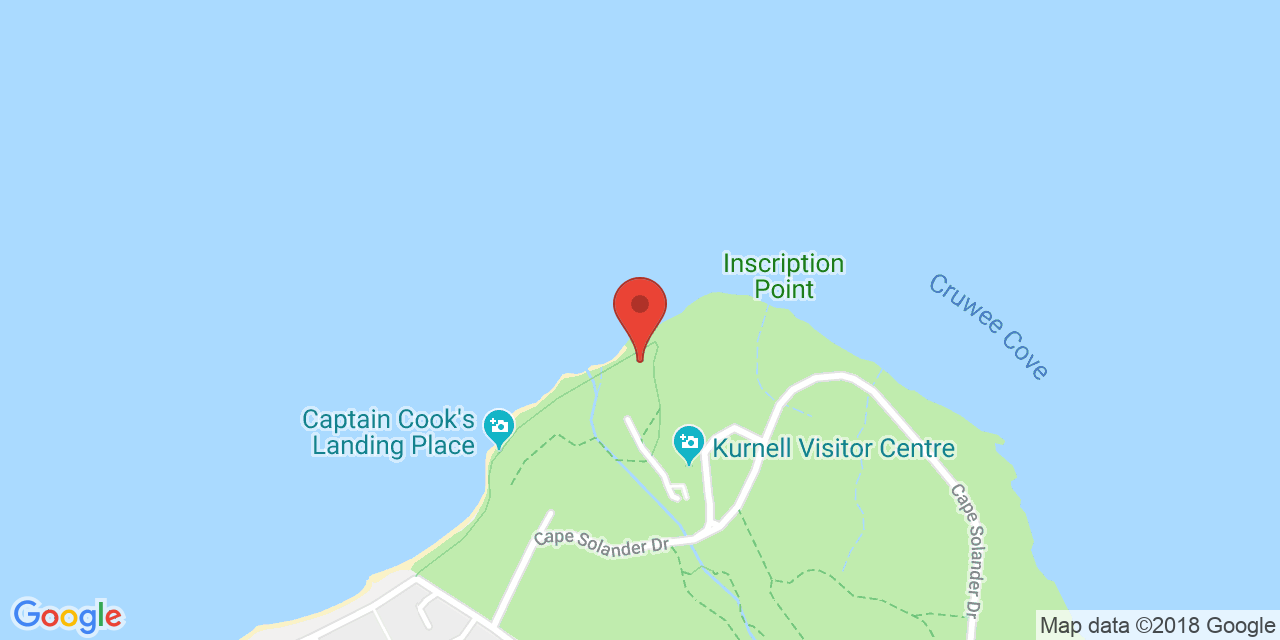 Inscription
Point
Cruwee Cove
Captain Cook's
Landing Place
Kurnell Visitor Centre
Cape Solander Dr
Cape Solander Dr
Google
Map data ©2018 Google